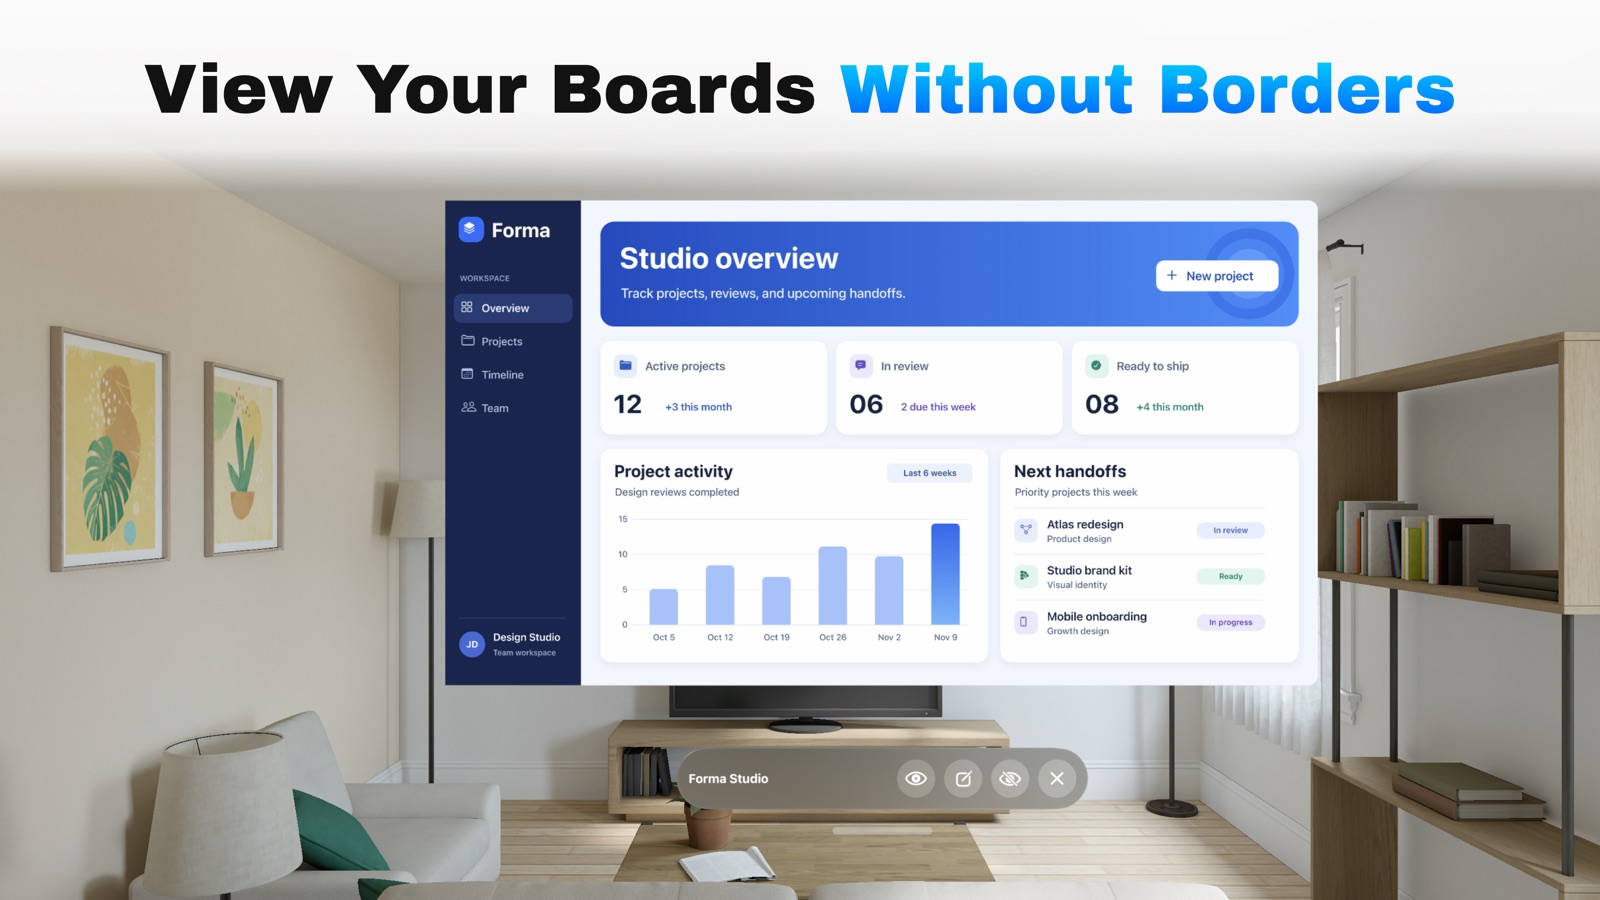 View Your Boards Without Borders
Forma
WORKSPACE
Overview
Projects
Timeline
Team
JD
Design Studio
Team workspace
Studio overview
Track projects, reviews, and upcoming handoffs.
+ New project
Active projects
12 +3 this month
In review
06 2 due this week
Ready to ship
08 +4 this month
Project activity
Last 6 weeks
Design reviews completed
15
10
5
0
Oct 5 Oct 12 Oct 19 Oct 26 Nov 2 Nov 9
Next handoffs
Priority projects this week
Atlas redesign
Product design
In review
Studio brand kit
Visual identity
Ready
Mobile onboarding
Growth design
In progress
Forma Studio